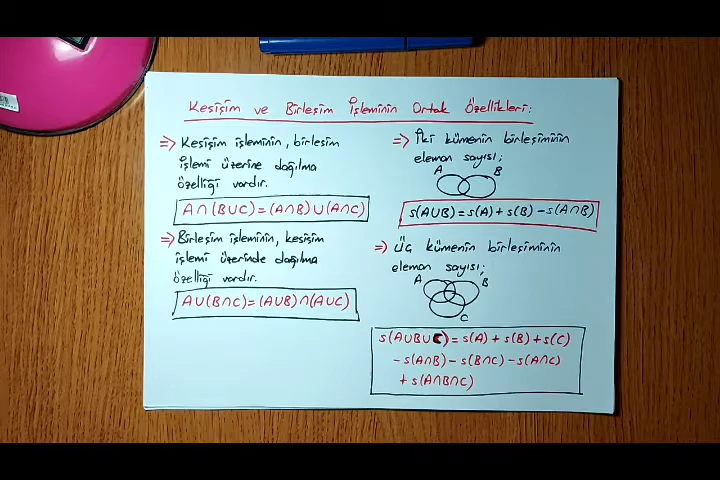 Kesişim ve Birleşim İşleminin Ortak Özellikleri:
⇒ Kesişim işleminin, birleşim
işlemi üzerine dağılma
özelliği vardır.
A∩(B∪C)=(A∩B)∪(A∩C)
⇒ Birleşim işleminin, kesişim
işlemi üzerinde dağılma
özelliği vardır.
A∪(B∩C)=(A∪B)∩(A∪C)
⇒ İki kümenin birleşiminin
eleman sayısı;
A B
s(A∪B)=s(A)+s(B)-s(A∩B)
⇒ Üç kümenin birleşiminin
eleman sayısı;
A B
C
s(A∪B∪C)=s(A)+s(B)+s(C)
-s(A∩B)-s(B∩C)-s(A∩C)
+s(A∩B∩C)